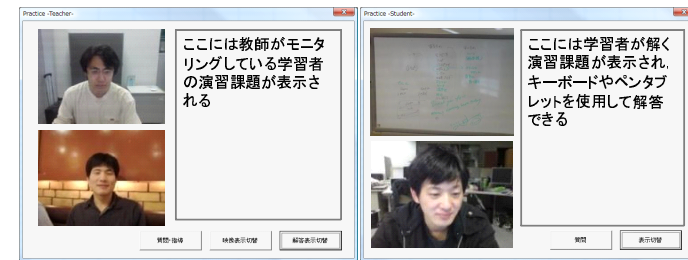 Practice -Teacher-
ここには教師がモニタ
リングしている学習者
の演習課題が表示さ
れる
質問・指導
映像表示切替
解答表示切替
Practice -Student-
ここには学習者が解く
演習課題が表示され,
キーボードやペンタブ
レットを使用して解答
できる
質問
表示切替